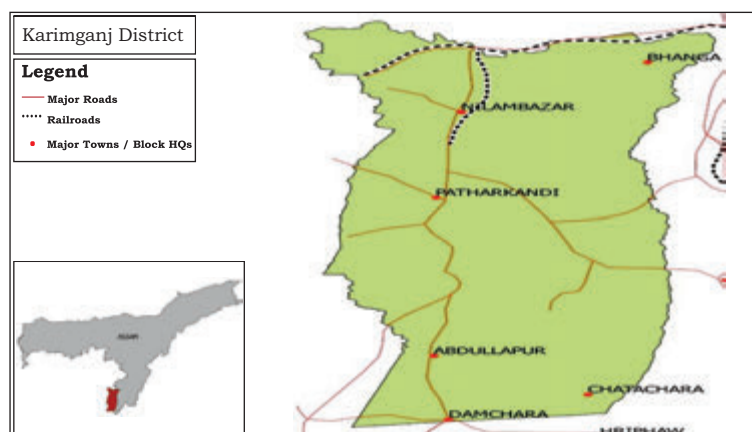 Karimganj District
Legend
Major Roads
Railroads
Major Towns / Block HQs
BHANGA
NILAMBAZAR
PATHARKANDI
ABDULLAPUR
CHATACHARA
DAMCHARA